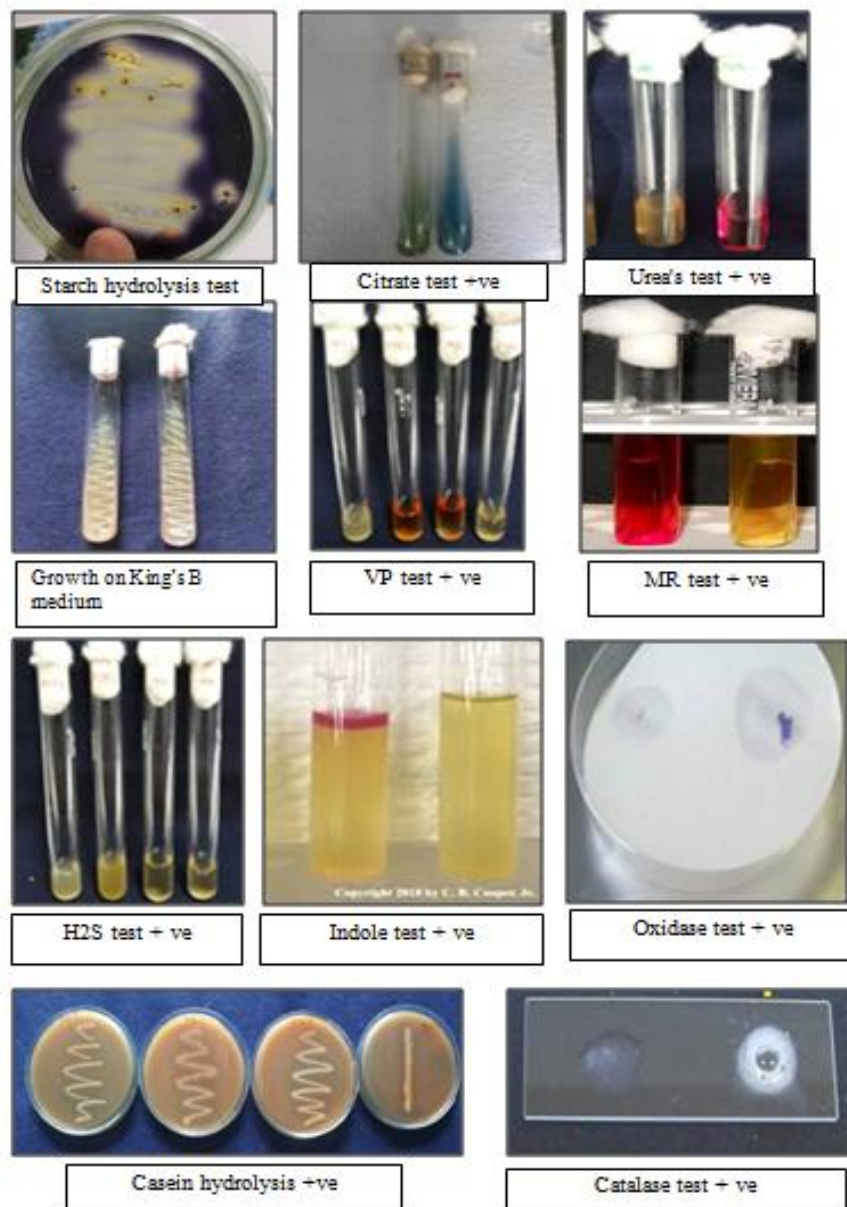 Starch hydrolysis test
Citrate test +ve
Urea's test + ve
Growth on King's B
medium
VP test + ve
MR test + ve
H2S test + ve
Indole test + ve
Oxidase test + ve
Copyright 2010 by C. R. Cooper, Jr.
Casein hydrolysis +ve
Catalase test + ve